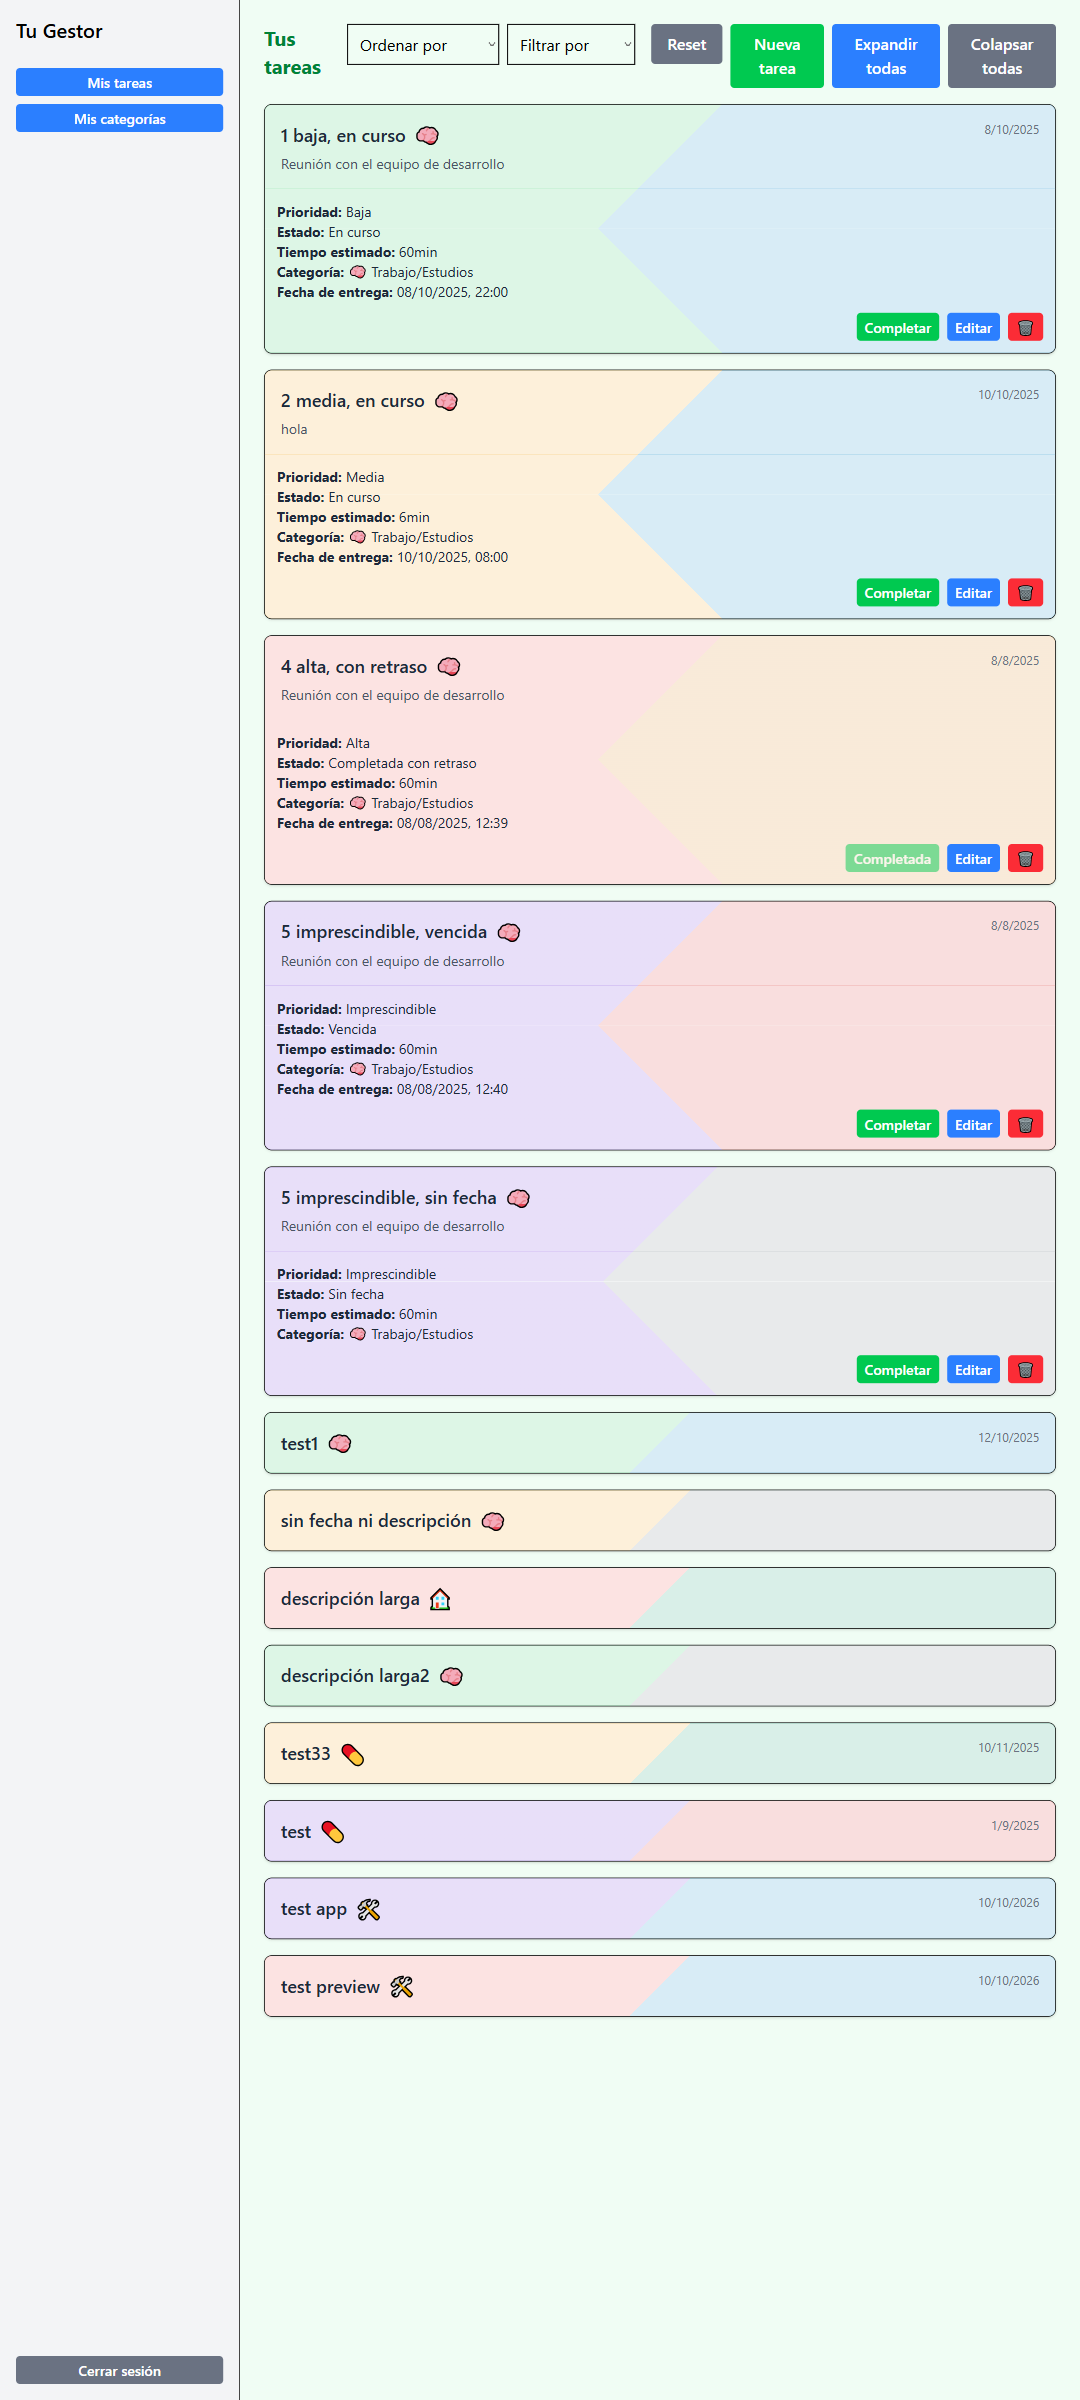 Tu Gestor
Mis tareas
Mis categorías
Cerrar sesión
Tus
tareas
Ordenar por
Filtrar por
Reset
Nueva
tarea
Expandir
todas
Colapsar
todas
1 baja, en curso
8/10/2025
Reunión con el equipo de desarrollo
Prioridad: Baja
Estado: En curso
Tiempo estimado: 60min
Categoría: Trabajo/Estudios
Fecha de entrega: 08/10/2025, 22:00
Completar Editar
2 media, en curso
10/10/2025
hola
Prioridad: Media
Estado: En curso
Tiempo estimado: 6min
Categoría: Trabajo/Estudios
Fecha de entrega: 10/10/2025, 08:00
Completar Editar
4 alta, con retraso
8/8/2025
Reunión con el equipo de desarrollo
Prioridad: Alta
Estado: Completada con retraso
Tiempo estimado: 60min
Categoría: Trabajo/Estudios
Fecha de entrega: 08/08/2025, 12:39
Completada Editar
5 imprescindible, vencida
8/8/2025
Reunión con el equipo de desarrollo
Prioridad: Imprescindible
Estado: Vencida
Tiempo estimado: 60min
Categoría: Trabajo/Estudios
Fecha de entrega: 08/08/2025, 12:40
Completar Editar
5 imprescindible, sin fecha
Reunión con el equipo de desarrollo
Prioridad: Imprescindible
Estado: Sin fecha
Tiempo estimado: 60min
Categoría: Trabajo/Estudios
Completar Editar
test1
12/10/2025
sin fecha ni descripción
descripción larga
descripción larga2
test33
10/11/2025
test
1/9/2025
test app
10/10/2026
test preview
10/10/2026